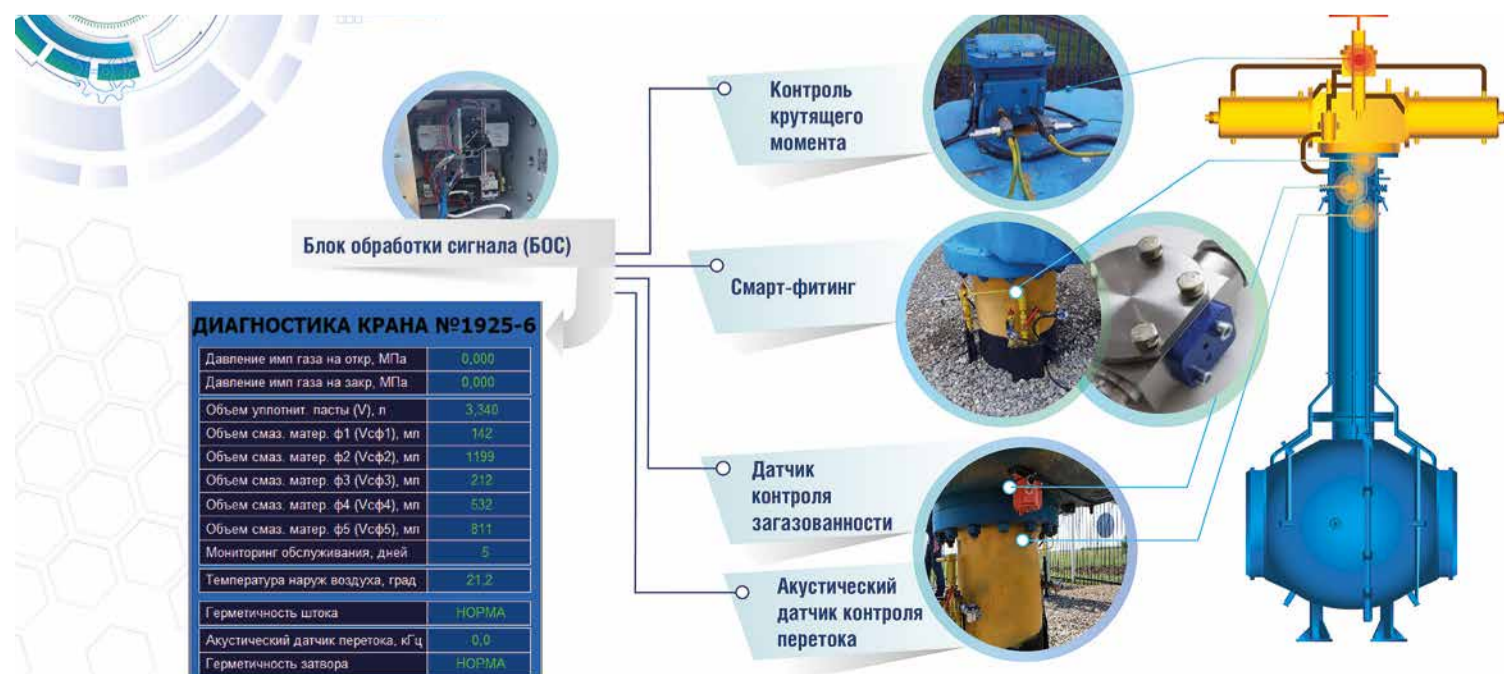 Контроль
крутящего
момента
Блок обработки сигнала (БОС)
Смарт-фитинг
Датчик
контроля
загазованности
Акустический
датчик контроля
перетока
ДИАГНОСТИКА КРАНА №1925-6
Давление имп газа на откр, МПа 0,000
Давление имп газа на закр, МПа 0,000
Объем уплотнит. пасты (V), л 3,340
Объем смаз. матер. ф1 (Vсф1), мл 142
Объем смаз. матер. ф2 (Vсф2), мл 1199
Объем смаз. матер. ф3 (Vсф3), мл 212
Объем смаз. матер. ф4 (Vсф4), мл 532
Объем смаз. матер. ф5 (Vсф5), мл 811
Мониторинг обслуживания, дней 5
Температура наруж воздуха, град 21,2
Герметичность штока НОРМА
Акустический датчик перетока, кГц 0,0
Герметичность затвора НОРМА